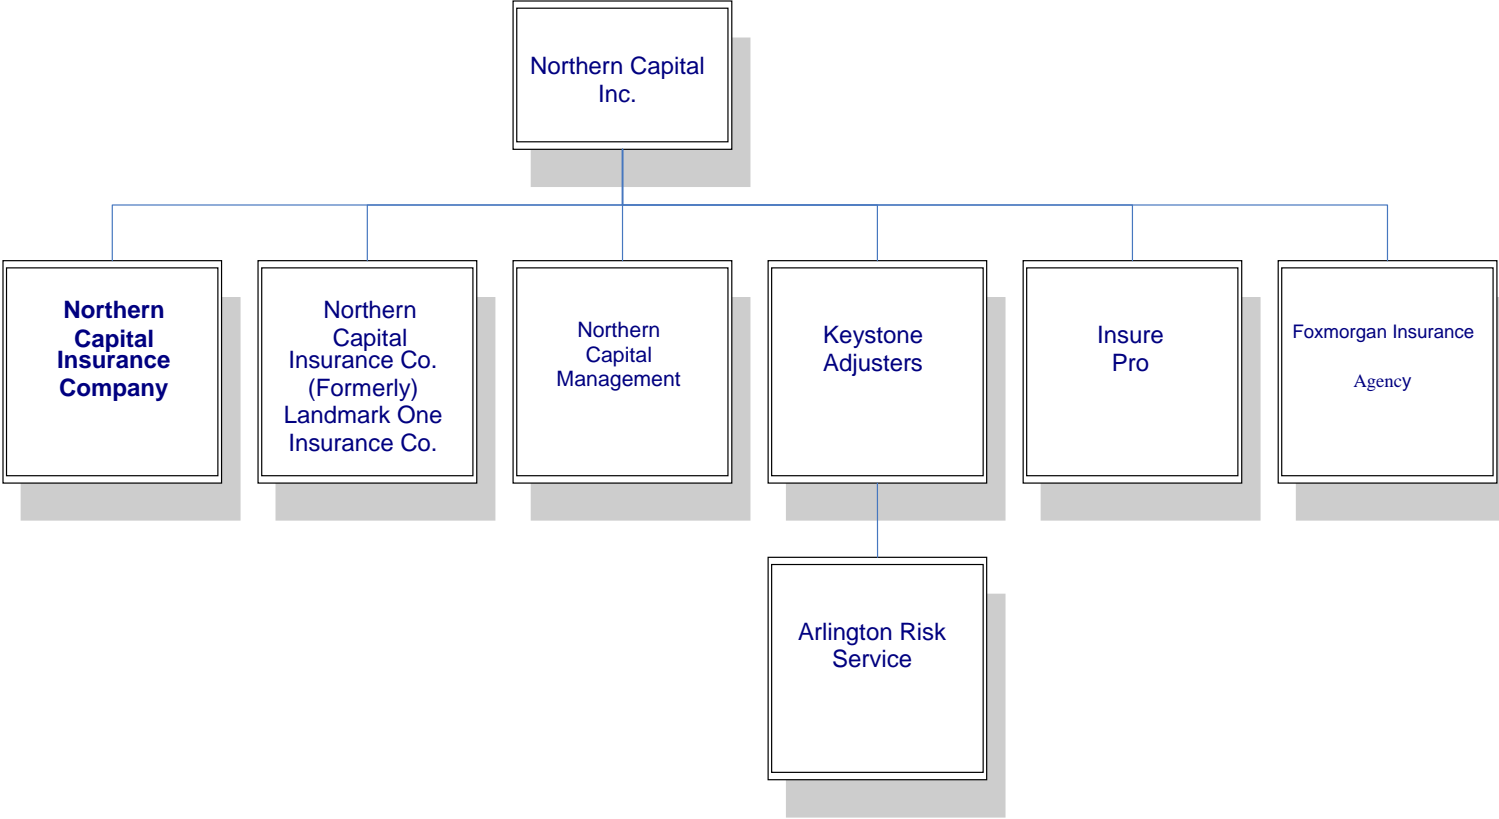 Northern Capital
Inc.
Northern
Capital
Insurance
Company
Northern
Capital
Insurance Co.
(Formerly)
Landmark One
Insurance Co.
Northern
Capital
Management
Keystone
Adjusters
Insure
Pro
Foxmorgan Insurance
Agency
Arlington Risk
Service